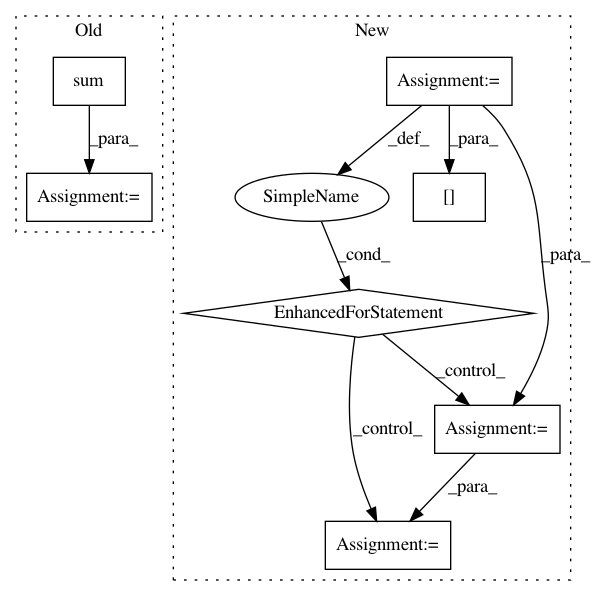 Old
New
sum
Assignment:=
_para_
_def_
_para_
Assignment:=
SimpleName
[]
_cond_
_para_
EnhancedForStatement
_control_
_control_
Assignment:=
_para_
Assignment:=